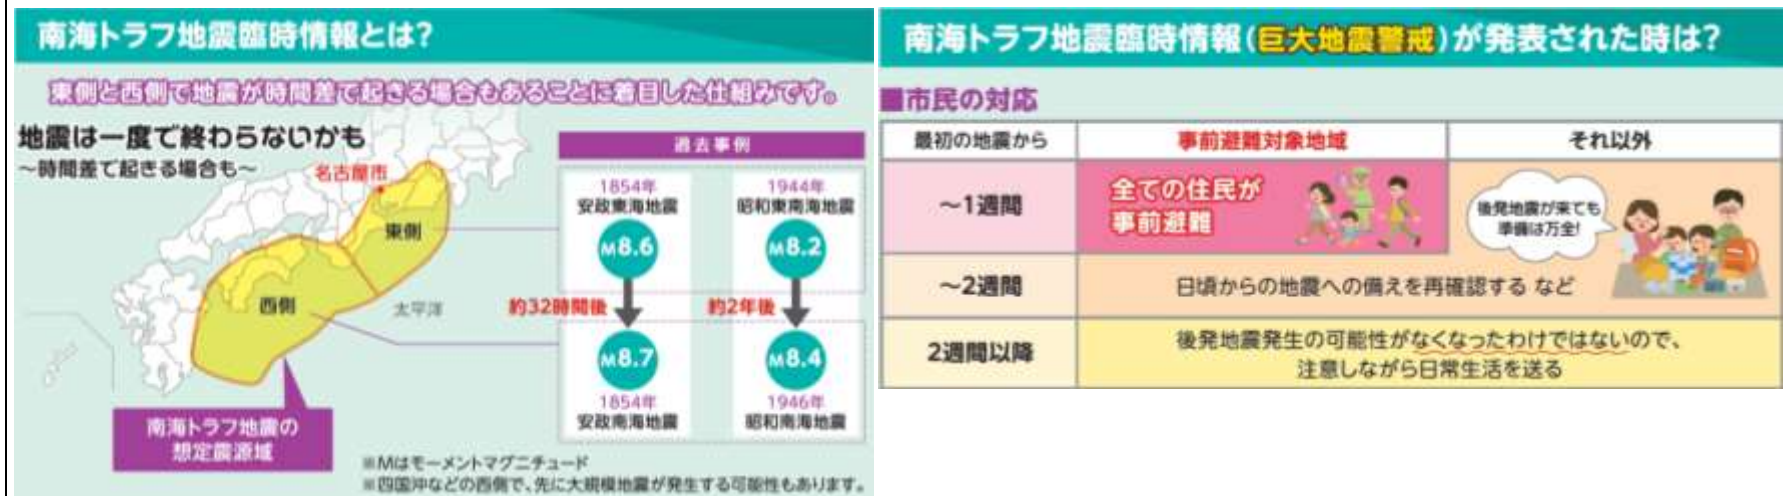 南海トラフ地震臨時情報とは?
東側と西側で地震が時間差で起きる場合もあることに着目した仕組みです。
地震は一度で終わらないかも
~時間差で起きる場合も~
名古屋市
東側
西側
太平洋
南海トラフ地震の
想定震源域
過去事例
1854年
安政東海地震
M8.6
約32時間後
M8.7
1854年
安政南海地震
1944年
昭和東南海地震
M8.2
約2年後
M8.4
1946年
昭和南海地震
※Mはモーメントマグニチュード
※四国沖などの西側で、先に大規模地震が発生する可能性もあります。
南海トラフ地震臨時情報(巨大地震警戒)が発表された時は?
■市民の対応
最初の地震から
事前避難対象地域
それ以外
~1週間
全ての住民が
事前避難
後発地震が来ても
準備は万全!
~2週間
日頃からの地震への備えを再確認する など
2週間以降
後発地震発生の可能性がなくなったわけではないので、
注意しながら日常生活を送る